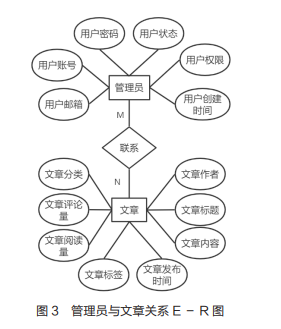 用户密码
用户状态
用户账号
用户权限
管理员
用户邮箱
用户创建
时间
M
联系
文章分类
N
文章作者
文章评论
量
文章
文章标题
文章阅读
量
文章内容
文章标签
文章发布
时间
图 3 管理员与文章关系 E － R 图